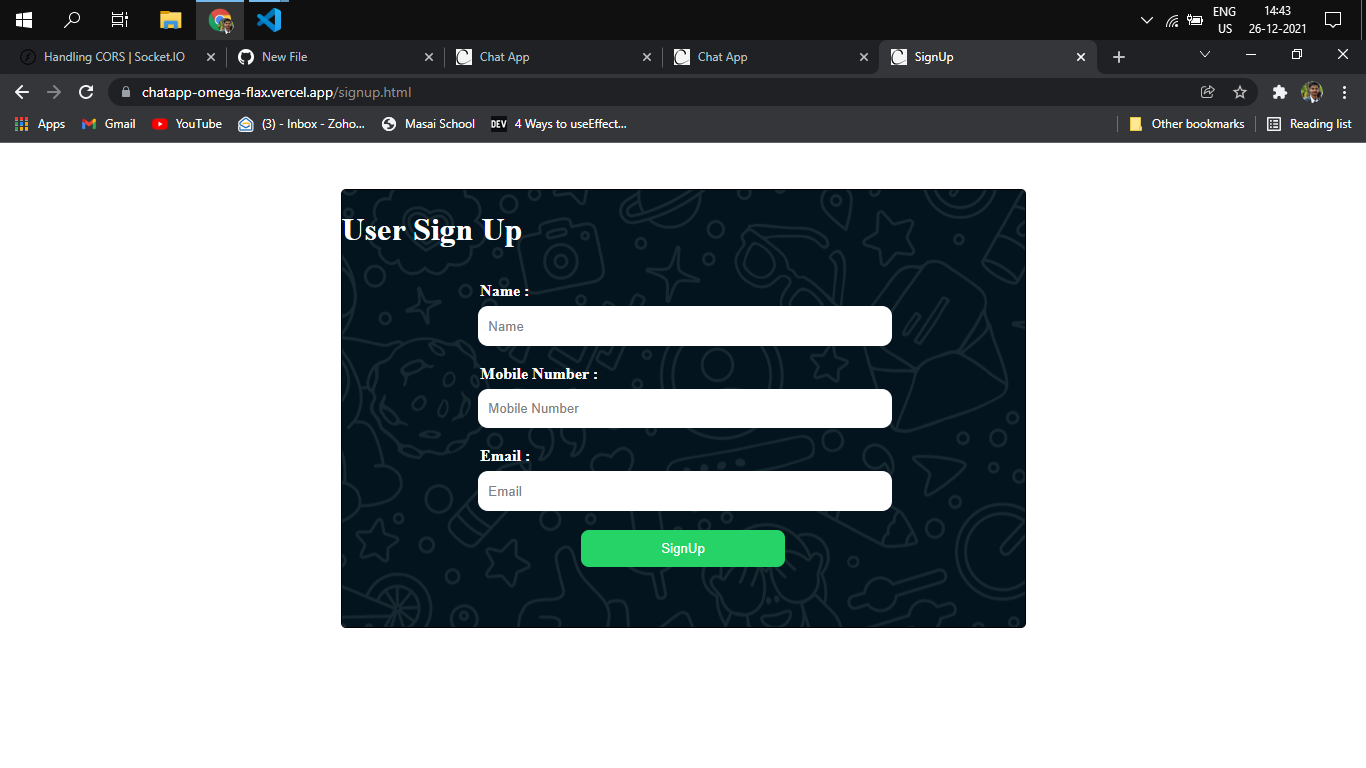 ENG
US
14:43
26-12-2021
Handling CORS | Socket.IO
New File
Chat App
Chat App
SignUp
chatapp-omega-flax.vercel.app/signup.html
Apps
Gmail
YouTube
(3) - Inbox - Zoho...
Masai School
DEV
4 Ways to useEffect...
Other bookmarks
Reading list
User Sign Up
Name :
Name
Mobile Number :
Mobile Number
Email :
Email
SignUp